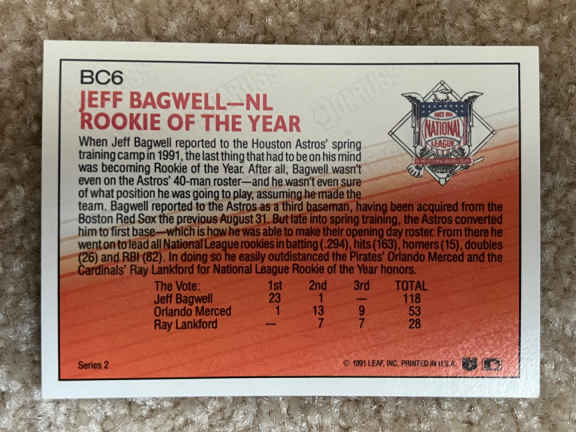 BC6
JEFF BAGWELL—NL
ROOKIE OF THE YEAR
When Jeff Bagwell reported to the Houston Astros' spring
training camp in 1991, the last thing that had to be on his mind
was becoming Rookie of the Year. After all, Bagwell wasn't
even on the Astros' 40-man roster—and he wasn't even sure
of what position he was going to play, assuming he made the
team. Bagwell reported to the Astros as a third baseman, having been acquired from the
Boston Red Sox the previous August 31. But late into spring training, the Astros converted
him to first base—which is how he was able to make their opening day roster. From there he
went on to lead all National League rookies in batting (.294), hits (163), homers (15), doubles
(26) and RBI (82). In doing so he easily outdistanced the Pirates' Orlando Merced and the
Cardinals' Ray Lankford for National League Rookie of the Year honors.
The Vote: 1st 2nd 3rd TOTAL
Jeff Bagwell 23 1 — 118
Orlando Merced 1 13 9 53
Ray Lankford — 7 7 28
Series 2
© 1991 LEAF, INC. PRINTED IN U.S.A.
NATIONAL
LEAGUE